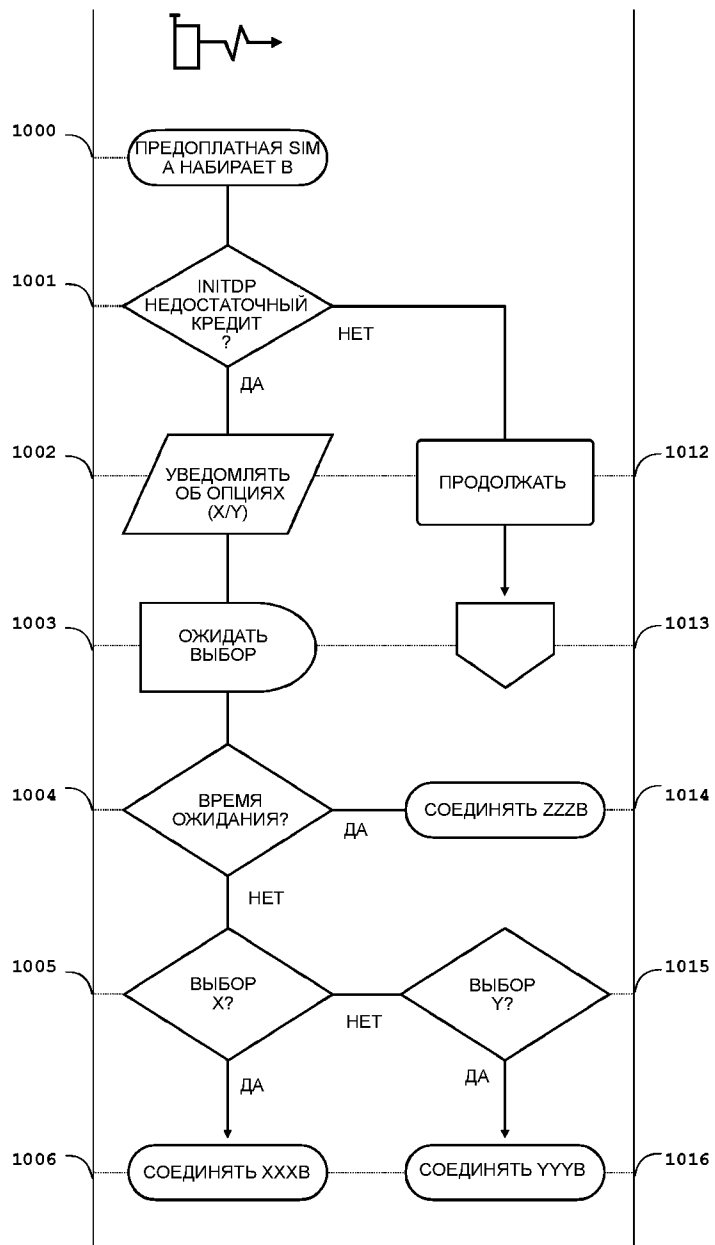 1000
ПРЕДОПЛАТНАЯ SIM
А НАБИРАЕТ В
1001
INITDP
НЕДОСТАТОЧНЫЙ
КРЕДИТ
?
НЕТ
ДА
1002
УВЕДОМЛЯТЬ
ОБ ОПЦИЯХ
(X/Y)
ПРОДОЛЖАТЬ
1012
1003
ОЖИДАТЬ
ВЫБОР
1013
1004
ВРЕМЯ
ОЖИДАНИЯ?
ДА
СОЕДИНЯТЬ ZZZB
1014
НЕТ
1005
ВЫБОР
X?
НЕТ
ВЫБОР
Y?
1015
ДА
ДА
1006
СОЕДИНЯТЬ XXXB
СОЕДИНЯТЬ YYYB
1016